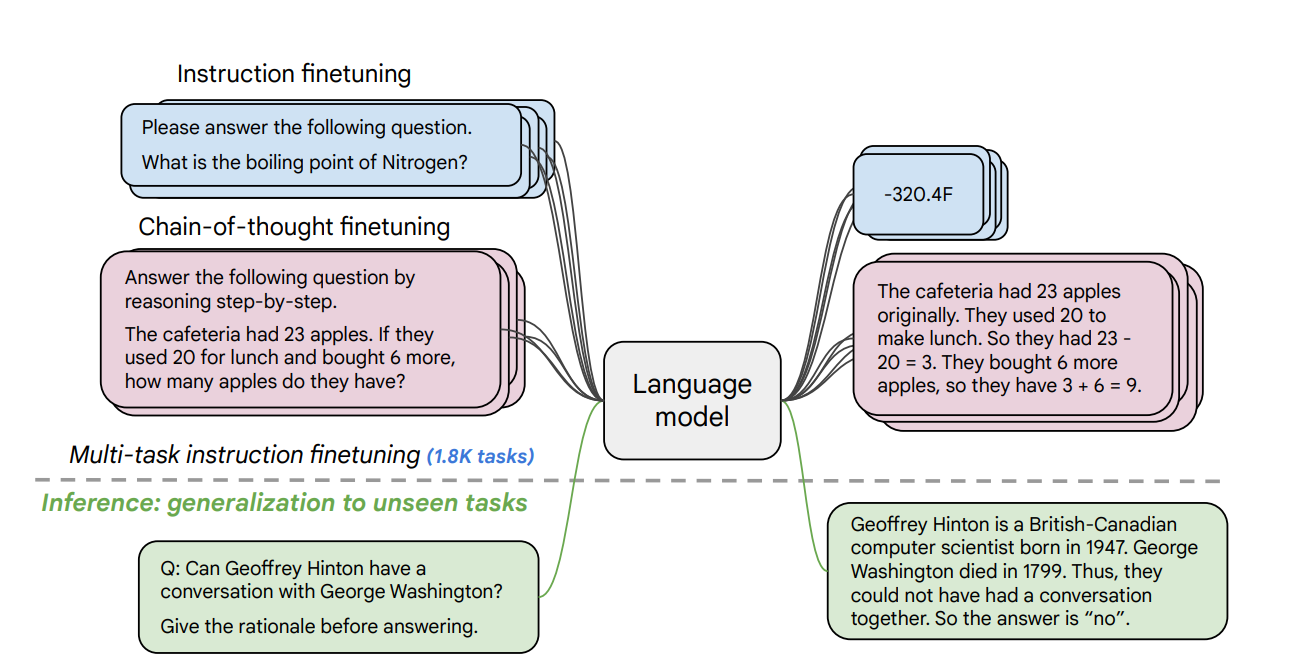 Instruction finetuning
Please answer the following question.
What is the boiling point of Nitrogen?
Chain-of-thought finetuning
Answer the following question by
reasoning step-by-step.
The cafeteria had 23 apples. If they
used 20 for lunch and bought 6 more,
how many apples do they have?
Multi-task instruction finetuning (1.8K tasks)
Inference: generalization to unseen tasks
Q: Can Geoffrey Hinton have a
conversation with George Washington?
Give the rationale before answering.
Language
model
-320.4F
The cafeteria had 23 apples
originally. They used 20 to
make lunch. So they had 23 -
20 = 3. They bought 6 more
apples, so they have 3 + 6 = 9.
Geoffrey Hinton is a British-Canadian
computer scientist born in 1947. George
Washington died in 1799. Thus, they
could not have had a conversation
together. So the answer is “no”.